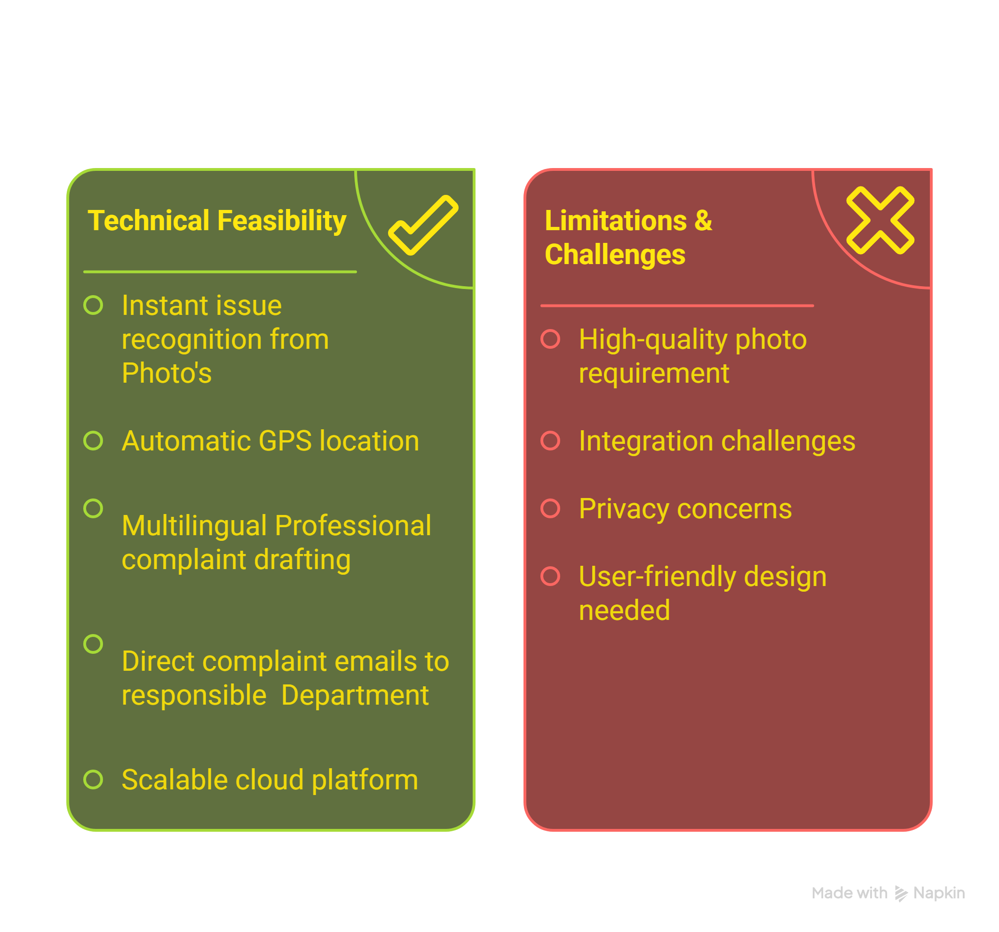 Technical Feasibility
Instant issue
recognition from
Photo's
Automatic GPS location
Multilingual Professional
complaint drafting
Direct complaint emails to
responsible  Department
Scalable cloud platform
Limitations &
Challenges
High-quality photo
requirement
Integration challenges
Privacy concerns
User-friendly design
needed
Made with Napkin